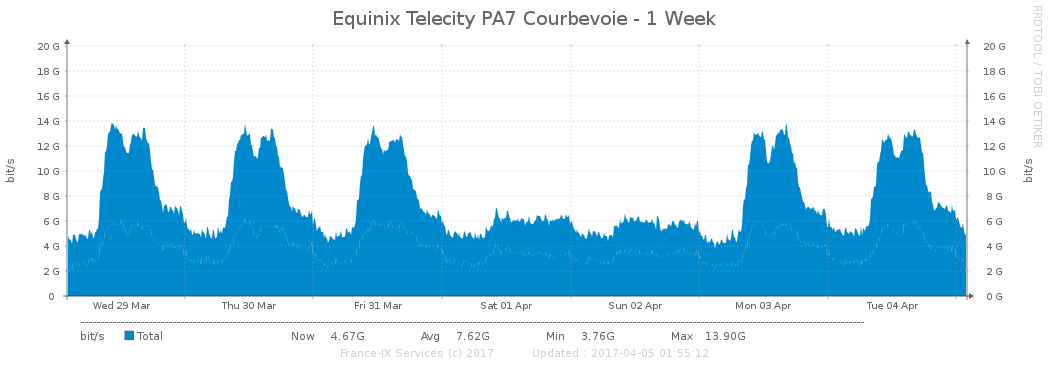 Equinix Telecity PA7 Courbevoie - 1 Week
RRDTOOL / TOBI OETIKER
20 G 20 G
18 G 18 G
16 G 16 G
14 G 14 G
12 G 12 G
10 G 10 G
8 G 8 G
6 G 6 G
4 G 4 G
2 G 2 G
0 0 G
bit/s
bit/s
Wed 29 Mar Thu 30 Mar Fri 31 Mar Sat 01 Apr Sun 02 Apr Mon 03 Apr Tue 04 Apr
bit/s Total Now 4.67G Avg 7.62G Min 3.76G Max 13.90G
France-IX Services (c) 2017 Updated : 2017-04-05 01:55:12